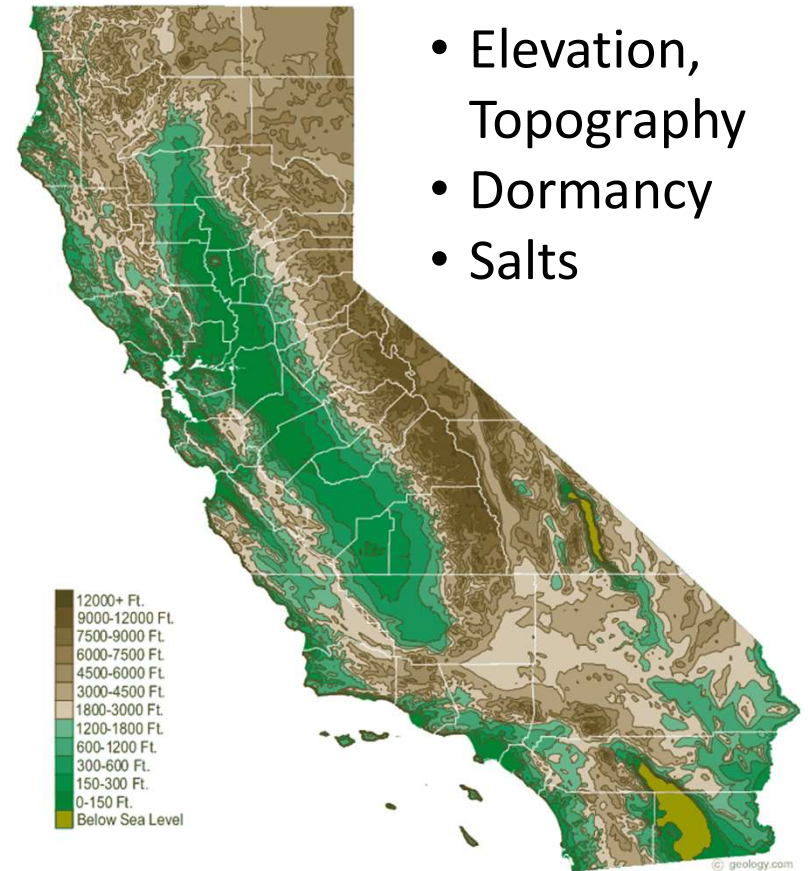 • Elevation,
Topography
• Dormancy
• Salts
12000+ Ft.
9000-12000 Ft.
7500-9000 Ft.
6000-7500 Ft.
4500-6000 Ft.
3000-4500 Ft.
1800-3000 Ft.
1200-1800 Ft.
600-1200 Ft.
300-600 Ft.
150-300 Ft.
0-150 Ft.
Below Sea Level
© geology.com